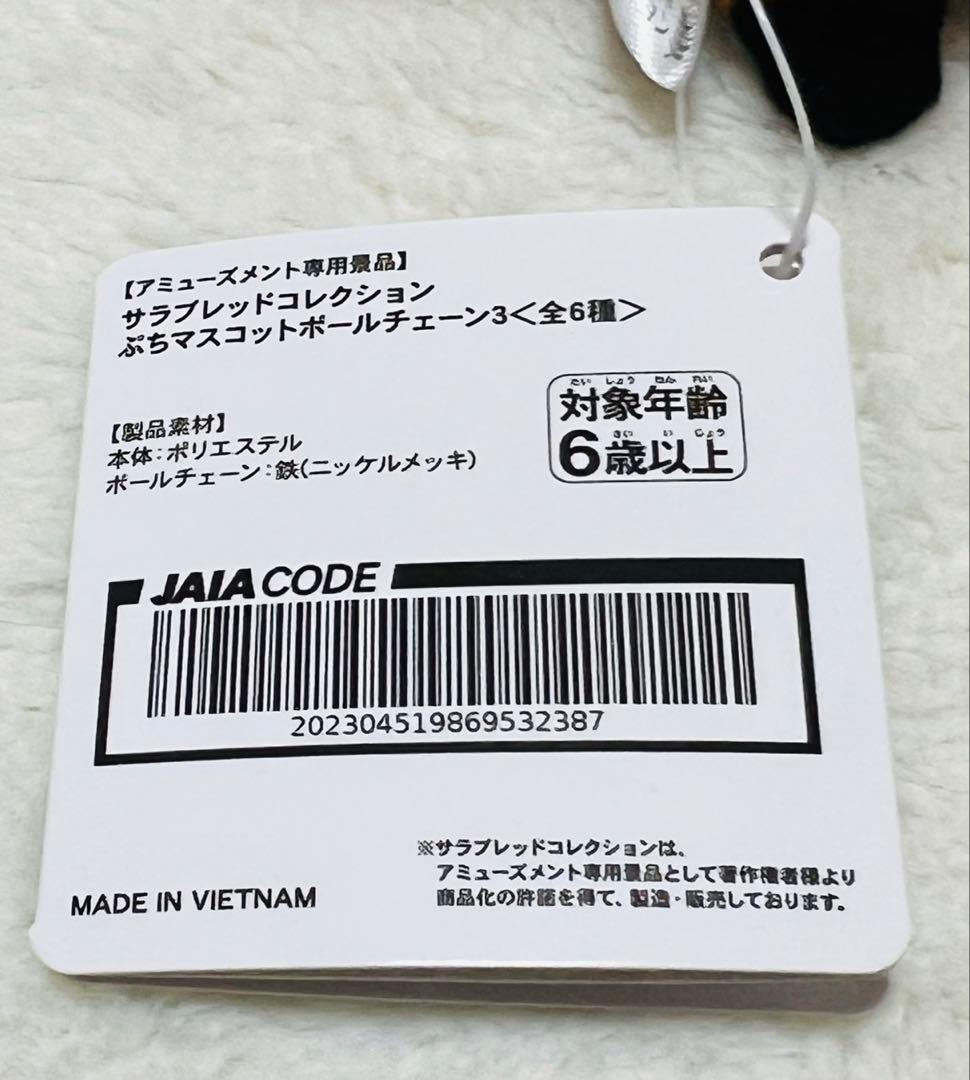 【アミューズメント専用景品】
サラブレッドコレクション
ぷちマスコットボールチェーン3＜全6種＞
たい しょう ねん れい
対象年齢
さい い じょう
6歳以上
【製品素材】
本体:ポリエステル
ボールチェーン:鉄(ニッケルメッキ)
JAIA CODE
202304519869532387
※サラブレッドコレクションは、
アミューズメント専用景品として著作権者様より
商品化の許諾を得て、製造・販売しております。
MADE IN VIETNAM